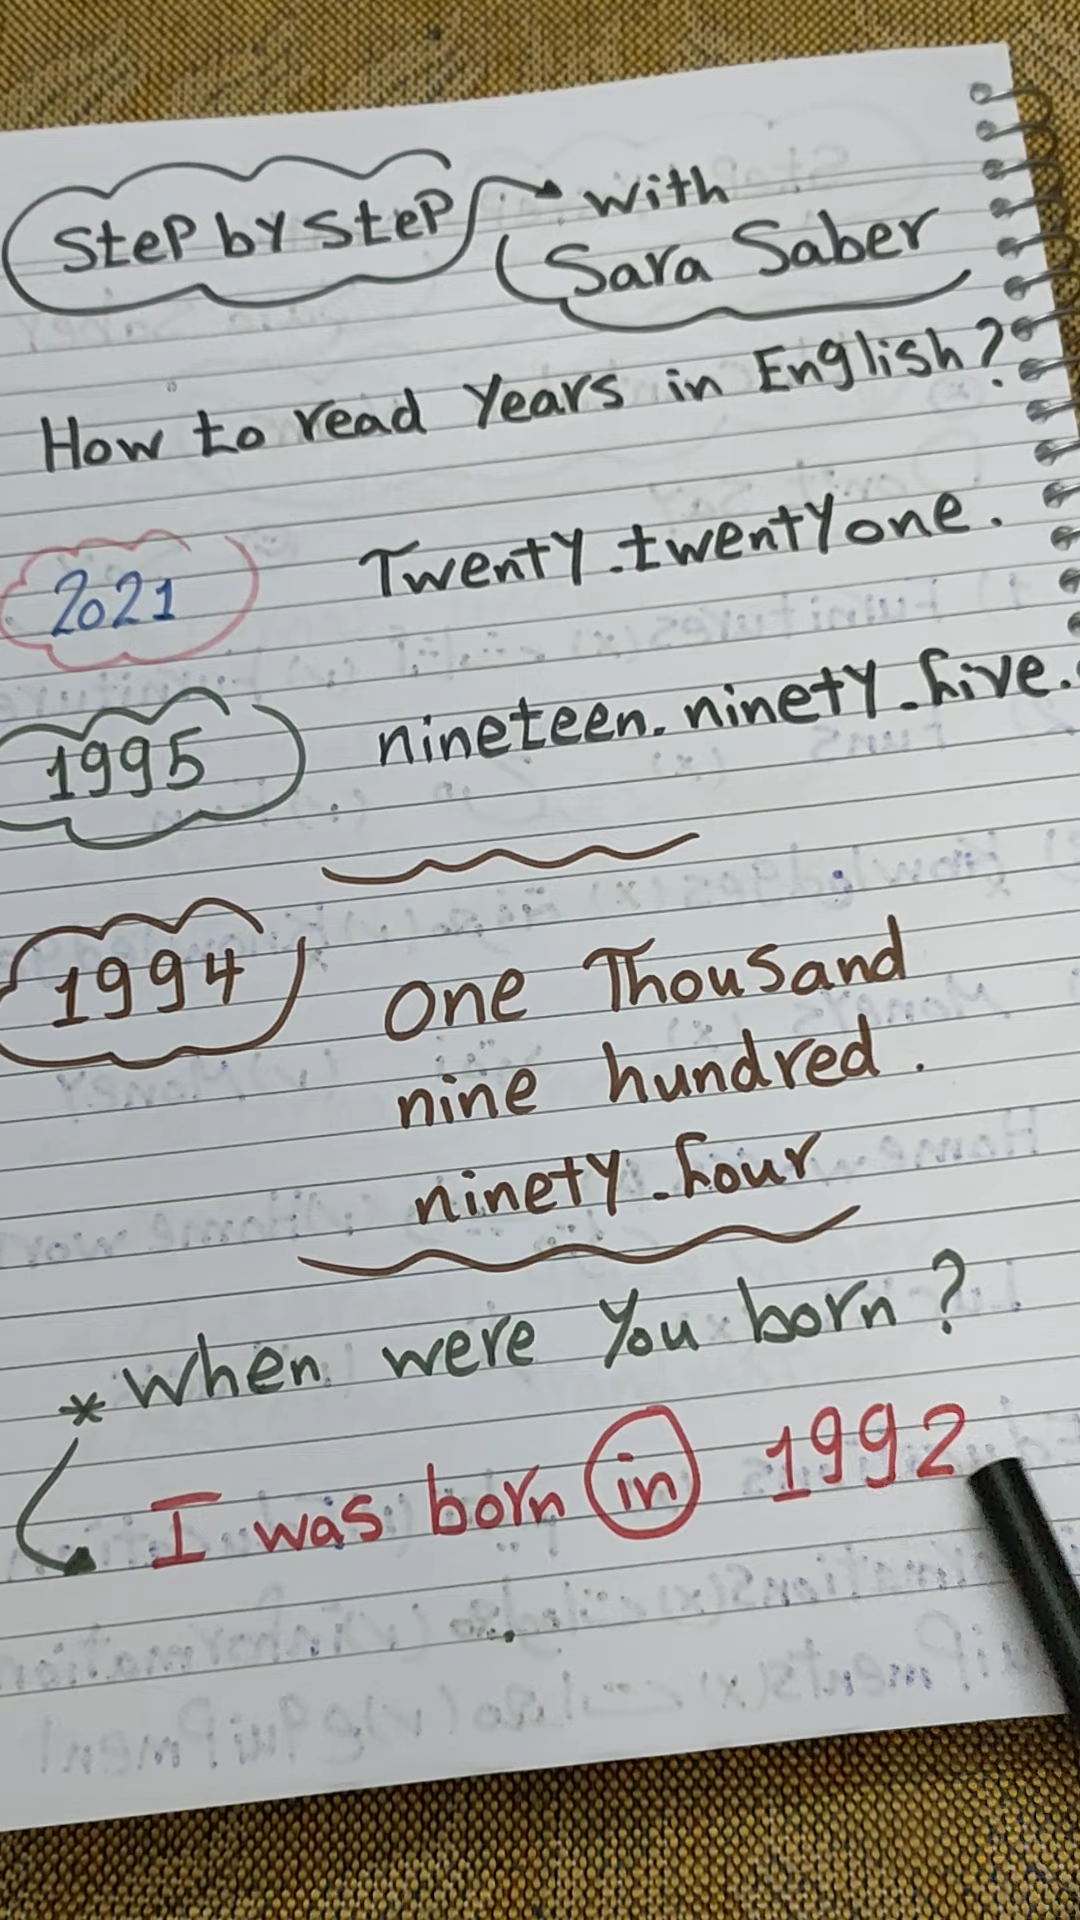 Step by step with
Sara Saber
How to read Years in English?
2021 Twenty-twenty one.
1995 nineteen-ninety-five.
1994 one Thousand
nine hundred.
ninety-four
* When were You born?
I was born in 1992